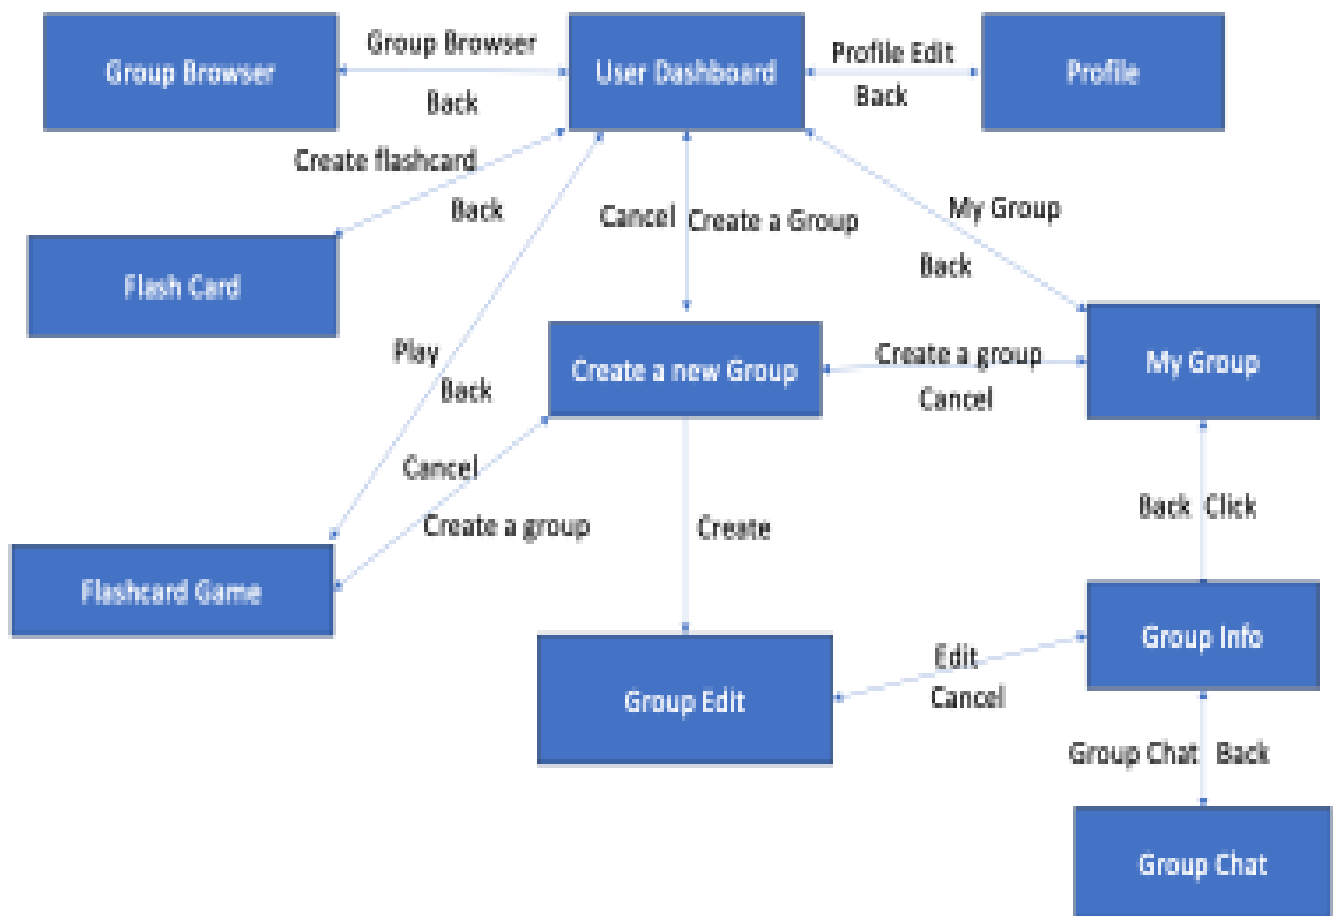 Group Browser
Group Browser
Back
User Dashboard
Profile Edit
Back
Profile
Create flashcard
Back
Flash Card
Cancel
Create a Group
My Group
Back
Play
Back
Create a new Group
Create a group
Cancel
My Group
Cancel
Create a group
Create
Back
Click
Flashcard Game
Group Info
Edit
Cancel
Group Edit
Group Chat
Back
Group Chat